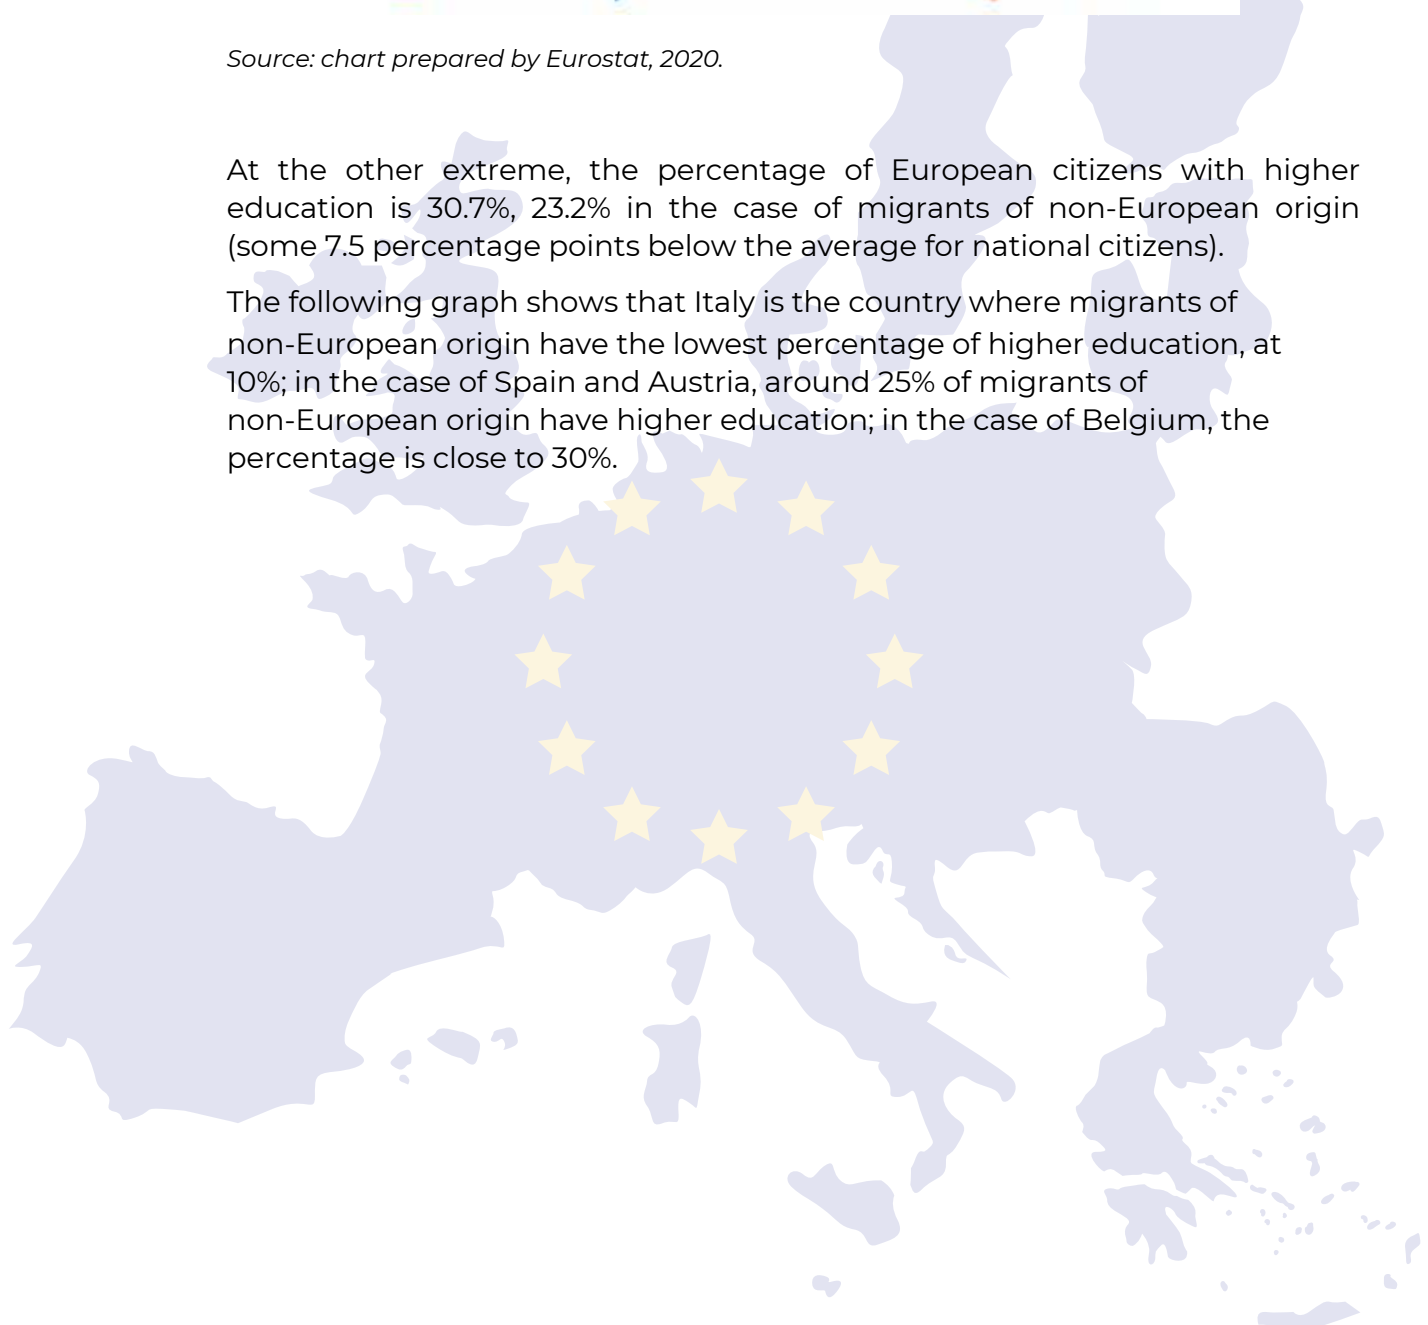 Source: chart prepared by Eurostat, 2020.
At the other extreme, the percentage of European citizens with higher
education is 30.7%, 23.2% in the case of migrants of non-European origin
(some 7.5 percentage points below the average for national citizens).
The following graph shows that Italy is the country where migrants of
non-European origin have the lowest percentage of higher education, at
10%; in the case of Spain and Austria, around 25% of migrants of
non-European origin have higher education; in the case of Belgium, the
percentage is close to 30%.